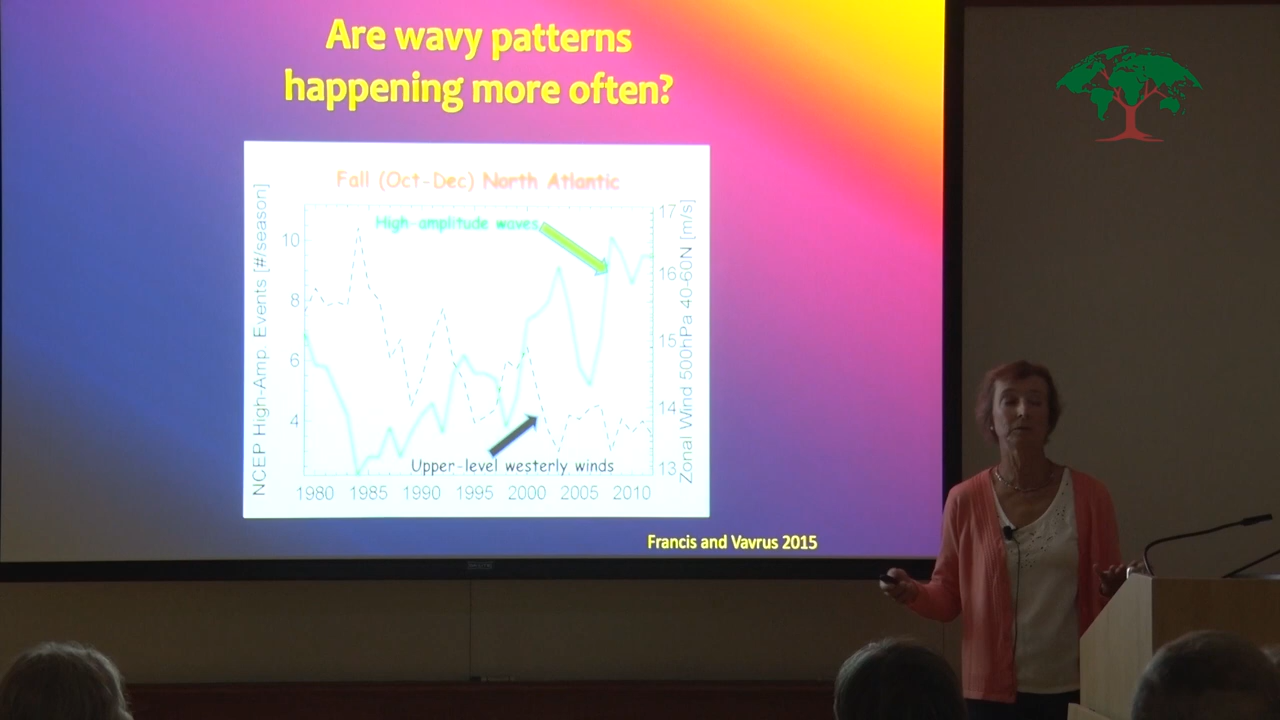 Are wavy patterns
happening more often?
Fall (Oct-Dec) North Atlantic
High-amplitude waves
NCEP High-Amp. Events [#/season]
10
8
6
4
Zonal Wind 500hPa 40-60N [m/s]
17
16
15
14
13
Upper-level westerly winds
1980 1985 1990 1995 2000 2005 2010
Francis and Vavrus 2015